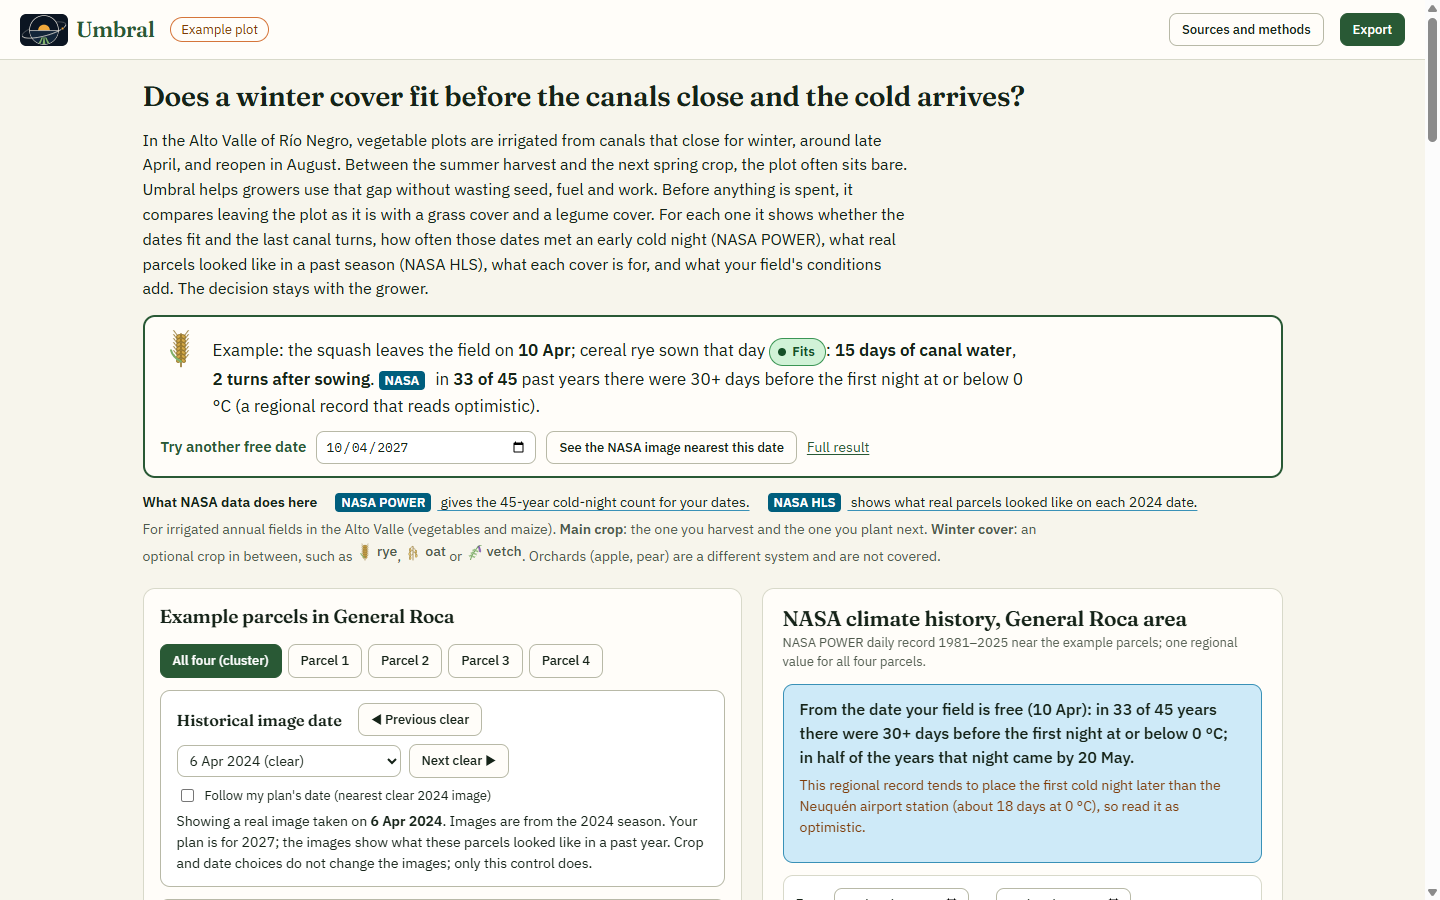 Umbral
Example plot
Sources and methods
Export
Does a winter cover fit before the canals close and the cold arrives?
In the Alto Valle of Río Negro, vegetable plots are irrigated from canals that close for winter, around late
April, and reopen in August. Between the summer harvest and the next spring crop, the plot often sits bare.
Umbral helps growers use that gap without wasting seed, fuel and work. Before anything is spent, it
compares leaving the plot as it is with a grass cover and a legume cover. For each one it shows whether the
dates fit and the last canal turns, how often those dates met an early cold night (NASA POWER), what real
parcels looked like in a past season (NASA HLS), what each cover is for, and what your field's conditions
add. The decision stays with the grower.
Example: the squash leaves the field on 10 Apr; cereal rye sown that day Fits: 15 days of canal water,
2 turns after sowing. NASA in 33 of 45 past years there were 30+ days before the first night at or below 0
°C (a regional record that reads optimistic).
Try another free date 10/04/2027 See the NASA image nearest this date Full result
What NASA data does here NASA POWER gives the 45-year cold-night count for your dates. NASA HLS shows what real parcels looked like on each 2024 date.
For irrigated annual fields in the Alto Valle (vegetables and maize). Main crop: the one you harvest and the one you plant next. Winter cover: an
optional crop in between, such as rye, oat or vetch. Orchards (apple, pear) are a different system and are not covered.
Example parcels in General Roca
All four (cluster) Parcel 1 Parcel 2 Parcel 3 Parcel 4
Historical image date ◀ Previous clear
6 Apr 2024 (clear) Next clear ▶
Follow my plan's date (nearest clear 2024 image)
Showing a real image taken on 6 Apr 2024. Images are from the 2024 season. Your
plan is for 2027; the images show what these parcels looked like in a past year. Crop
and date choices do not change the images; only this control does.
NASA climate history, General Roca area
NASA POWER daily record 1981–2025 near the example parcels; one regional
value for all four parcels.
From the date your field is free (10 Apr): in 33 of 45 years
there were 30+ days before the first night at or below 0 °C;
in half of the years that night came by 20 May.
This regional record tends to place the first cold night later than the
Neuquén airport station (about 18 days at 0 °C), so read it as
optimistic.